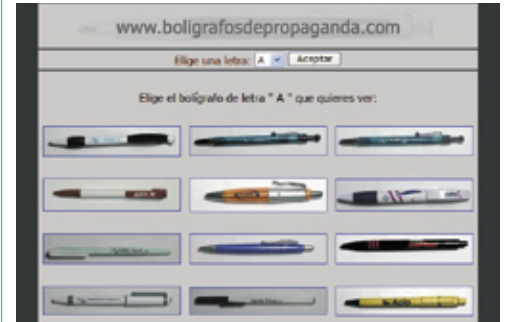 www.boligrafosdepropaganda.com
Elige una letra: A Aceptar
Elige el bolígrafo de letra " A " que quieres ver: